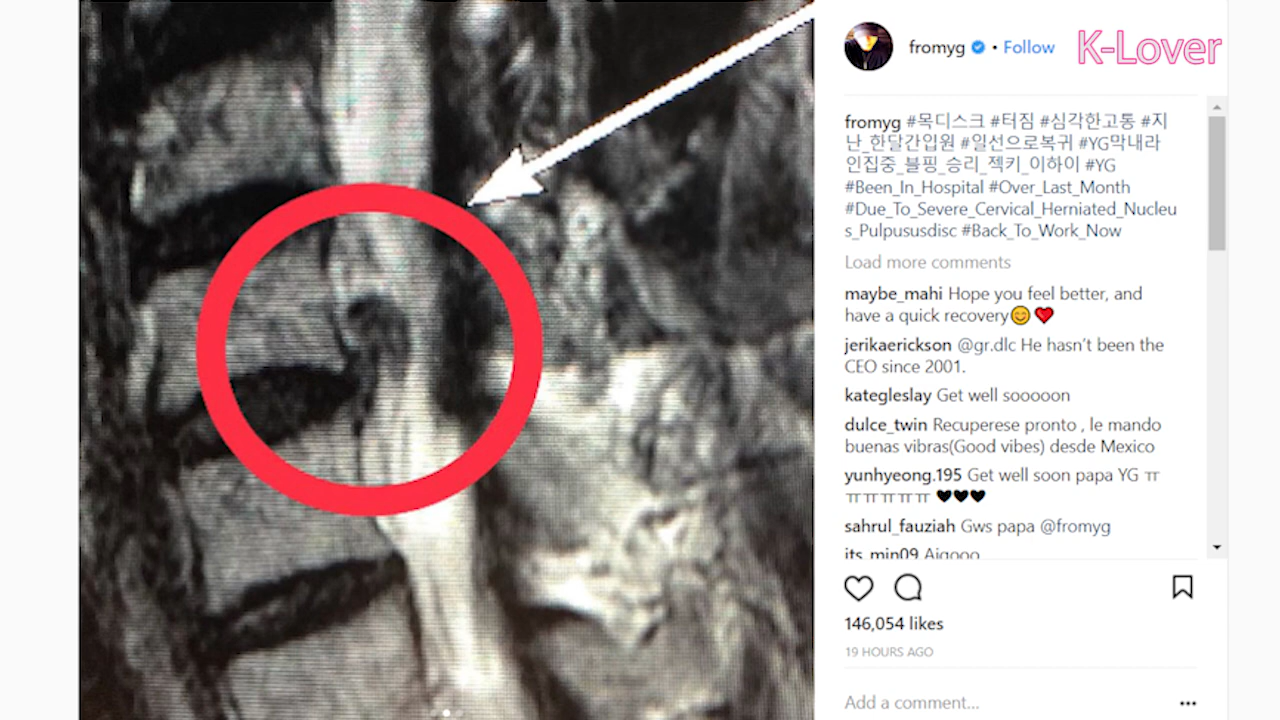 fromyg • Follow
K-Lover
fromyg #목디스크 #터짐 #심각한고통 #지
난_한달간입원 #일선으로복귀 #YG막내라
인집중_블핑_승리_젝키_이하이 #YG
#Been_In_Hospital #Over_Last_Month
#Due_To_Severe_Cervical_Herniated_Nucleu
s_Pulpususdisc #Back_To_Work_Now
Load more comments
maybe_mahi Hope you feel better, and
have a quick recovery😊❤️
jerikaerickson @gr.dlc He hasn't been the
CEO since 2001.
kategleslay Get well sooooon
dulce_twin Recuperese pronto , le mando
buenas vibras(Good vibes) desde Mexico
yunhyeong.195 Get well soon papa YG ㅠ
ㅠㅠㅠㅠㅠㅠ 🖤🖤🖤
sahrul_fauziah Gws papa @fromyg
its_min09 Aigooo
146,054 likes
19 HOURS AGO
Add a comment...